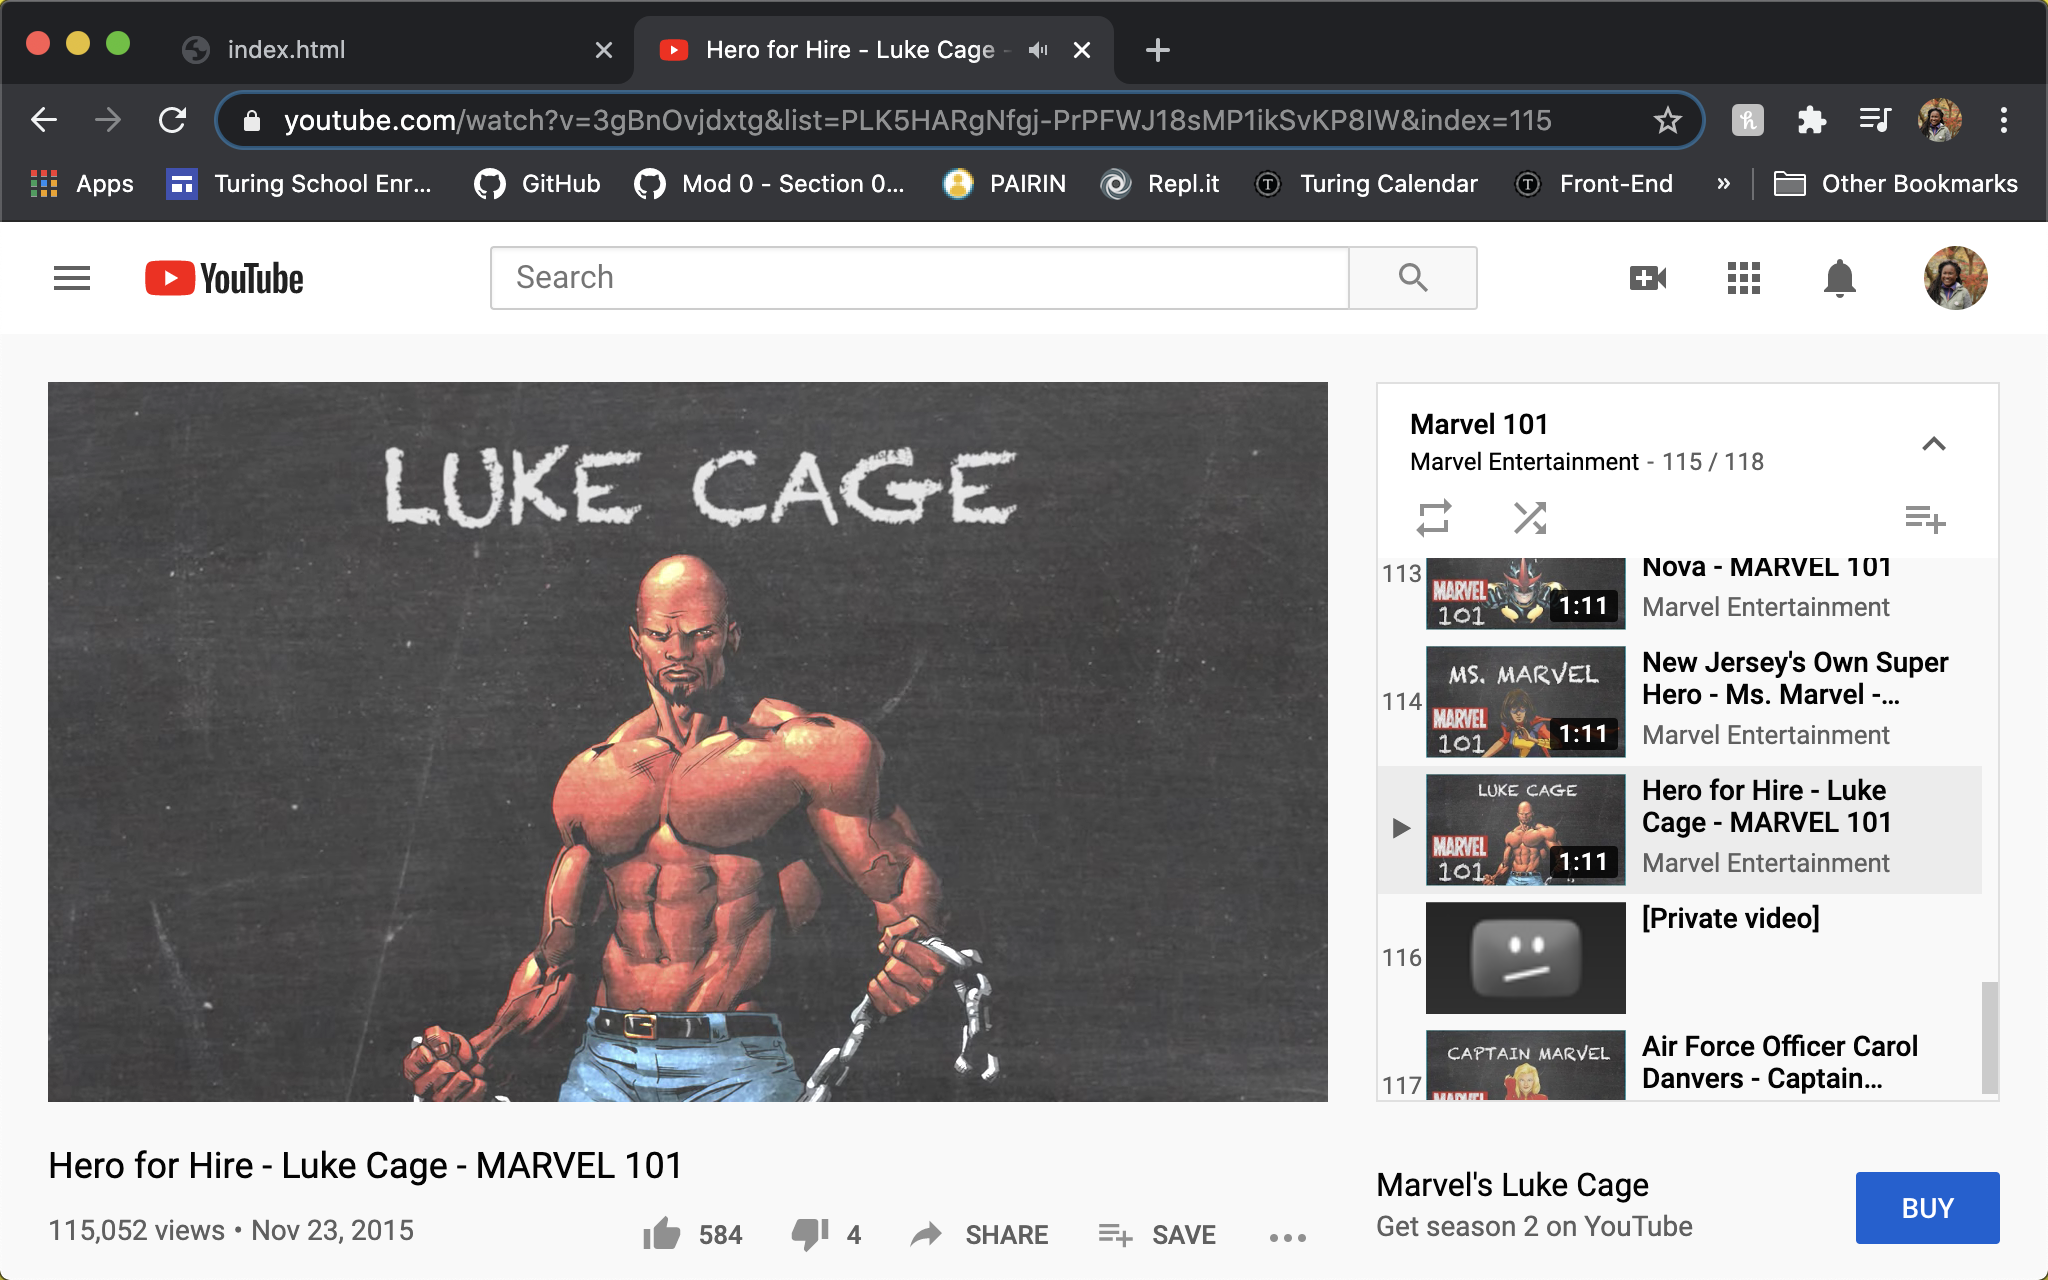 index.html
Hero for Hire - Luke Cage -
youtube.com/watch?v=3gBnOvjdxtg&list=PLK5HARgNfgj-PrPFWJ18sMP1ikSvKP8IW&index=115
Apps
Turing School Enr...
GitHub
Mod 0 - Section 0...
PAIRIN
Repl.it
Turing Calendar
Front-End
»
Other Bookmarks
YouTube
Search
LUKE CAGE
Marvel 101
Marvel Entertainment - 115 / 118
113
MARVEL
101
1:11
Nova - MARVEL 101
Marvel Entertainment
114
MS. MARVEL
MARVEL
101
1:11
New Jersey's Own Super
Hero - Ms. Marvel -...
Marvel Entertainment
LUKE CAGE
MARVEL
101
1:11
Hero for Hire - Luke
Cage - MARVEL 101
Marvel Entertainment
116
[Private video]
117
CAPTAIN MARVEL
MARVEL
Air Force Officer Carol
Danvers - Captain...
Hero for Hire - Luke Cage - MARVEL 101
115,052 views • Nov 23, 2015
584
4
SHARE
SAVE
Marvel's Luke Cage
Get season 2 on YouTube
BUY